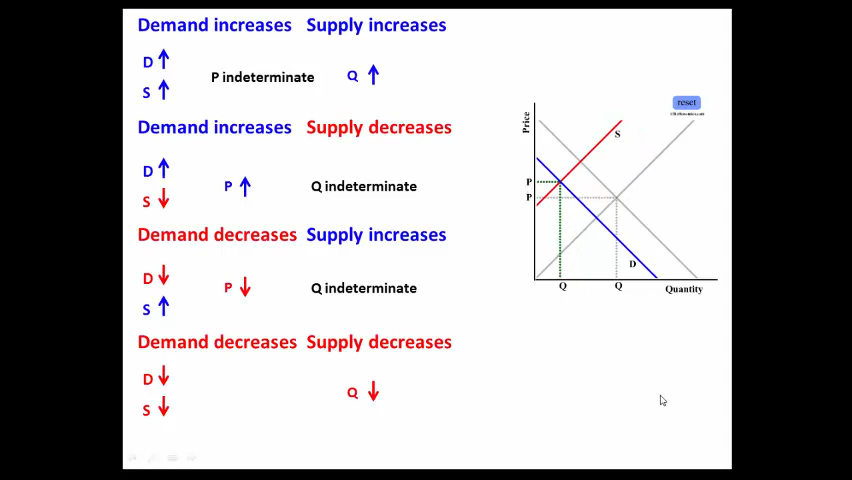 Demand increases Supply increases
D ↑
P indeterminate Q ↑
S ↑
Demand increases Supply decreases
D ↑
P ↑ Q indeterminate
S ↓
Demand decreases Supply increases
D ↓
P ↓ Q indeterminate
S ↑
Demand decreases Supply decreases
D ↓
Q ↓
S ↓
reset
Price
S
P
P
D
Q Q Quantity